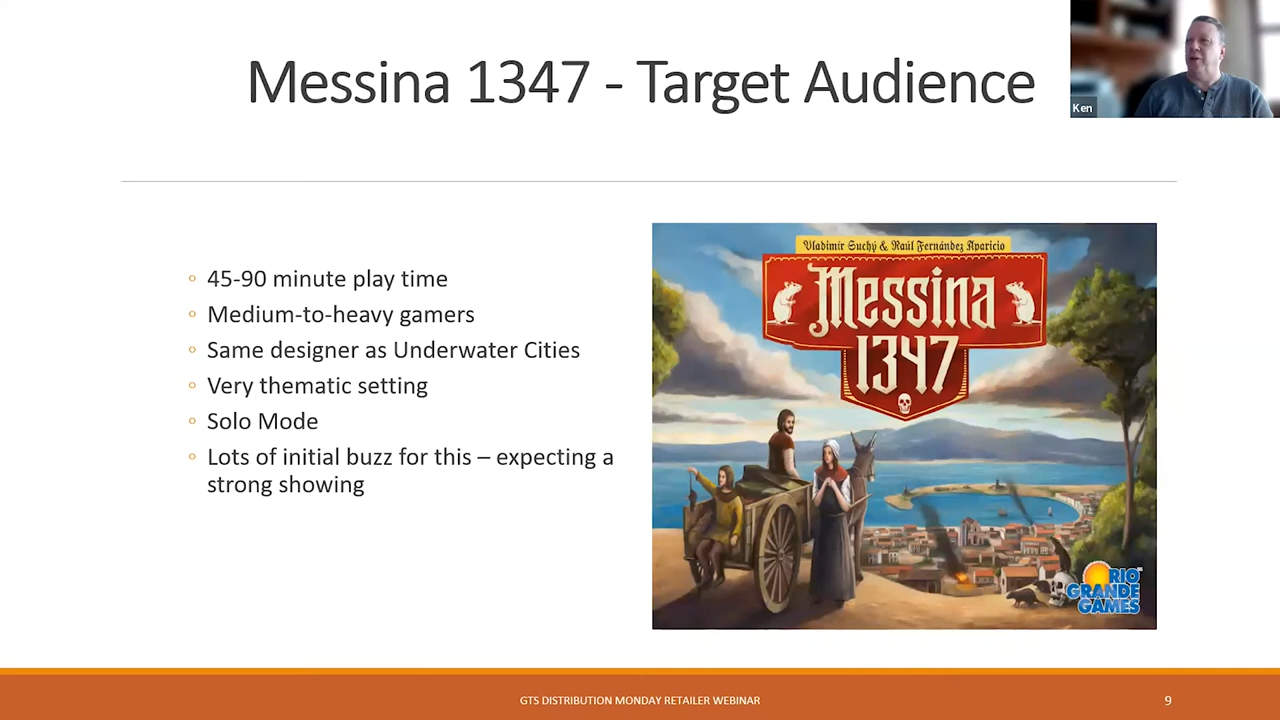 Messina 1347 - Target Audience
Ken
45-90 minute play time
Medium-to-heavy gamers
Same designer as Underwater Cities
Very thematic setting
Solo Mode
Lots of initial buzz for this – expecting a
strong showing
Vladimír Suchý & Raúl Fernández Aparicio
Messina
1347
RIO
GRANDE
GAMES
GTS DISTRIBUTION MONDAY RETAILER WEBINAR
9